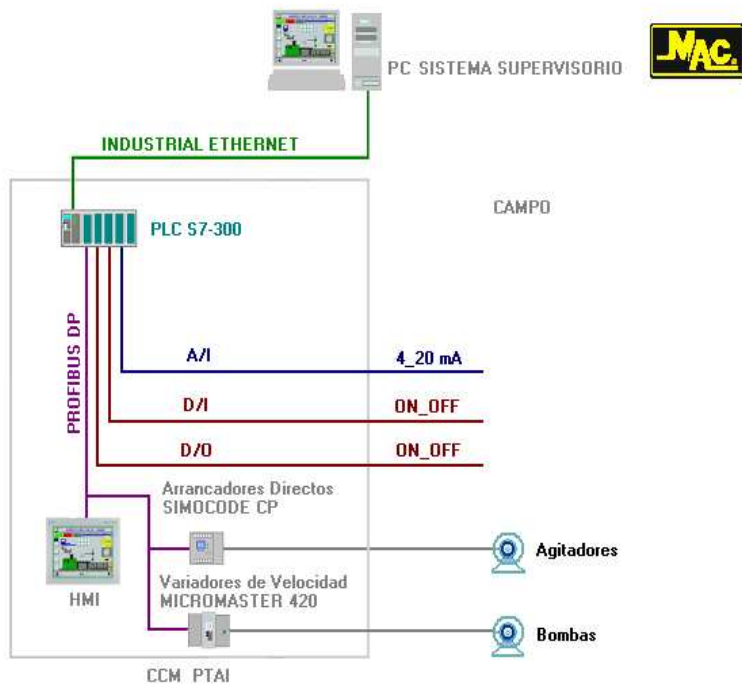 PC SISTEMA SUPERVISORIO
MAC.
INDUSTRIAL ETHERNET
CAMPO
PLC S7-300
PROFIBUS DP
A/I
4_20 mA
D/I
ON_OFF
D/O
ON_OFF
Arrancadores Directos
SIMOCODE CP
Agitadores
HMI
Variadores de Velocidad
MICROMASTER 420
Bombas
CCM PTAI